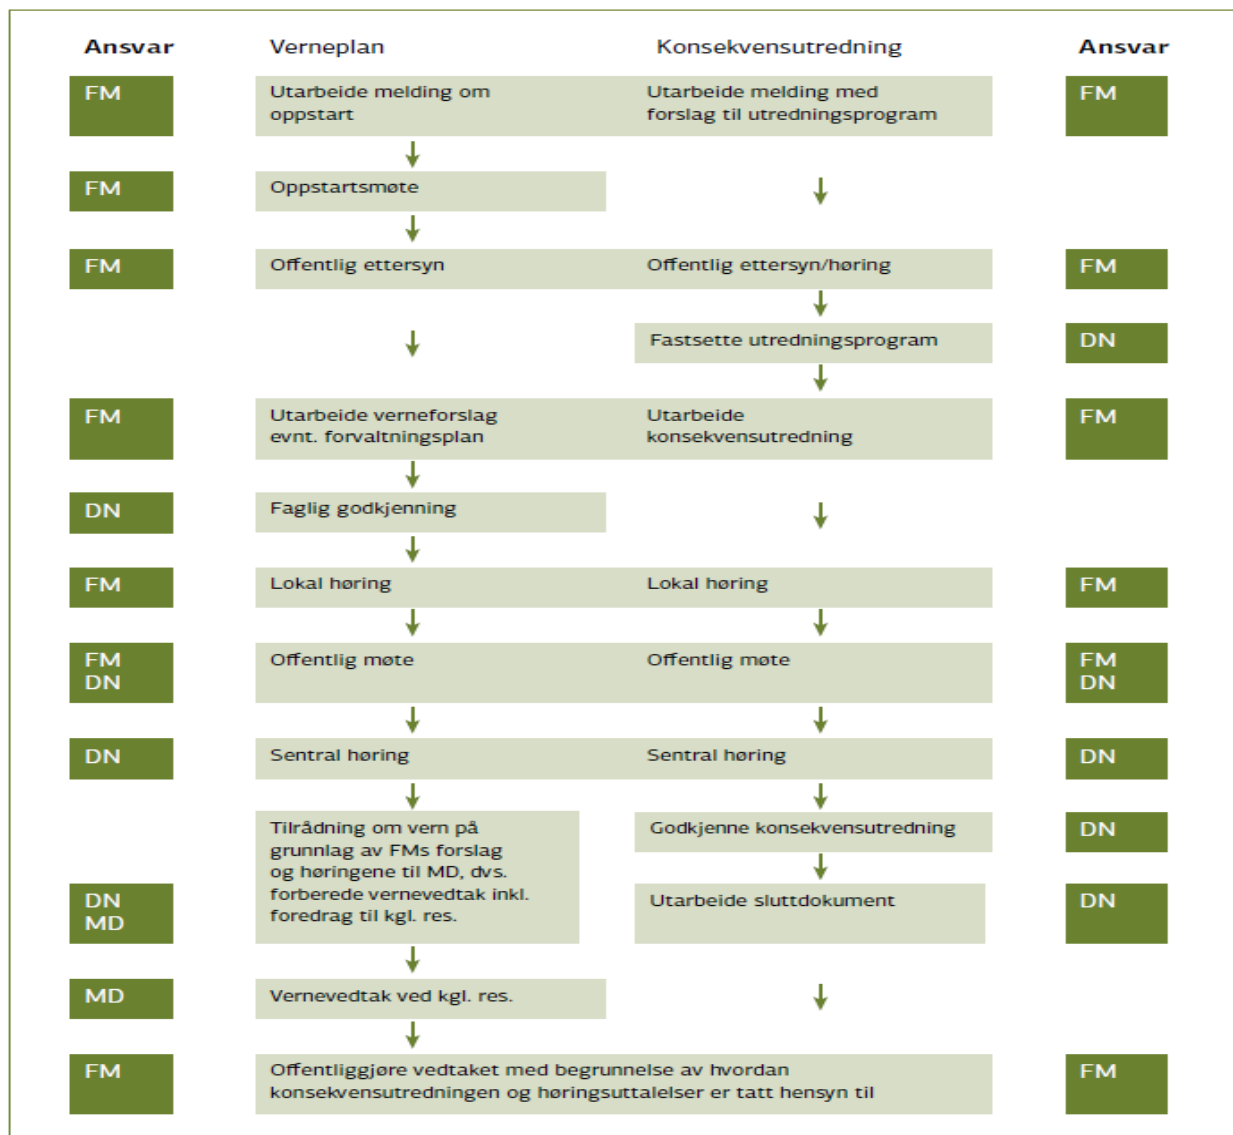 Ansvar Verneplan Konsekvensutredning Ansvar
FM Utarbeide melding om Utarbeide melding med FM
oppstart forslag til utredningsprogram
FM Oppstartsmøte
FM Offentlig ettersyn Offentlig ettersyn/høring FM
Fastsette utredningsprogram DN
FM Utarbeide verneforslag Utarbeide FM
evnt. forvaltningsplan konsekvensutredning
DN Faglig godkjenning
FM Lokal høring Lokal høring FM
FM Offentlig møte Offentlig møte FM
DN DN
DN Sentral høring Sentral høring DN
Tilrådning om vern på Godkjenne konsekvensutredning DN
grunnlag av FMs forslag
og høringene til MD, dvs.
DN forberede vernevedtak inkl. Utarbeide sluttdokument DN
MD foredrag til kgl. res.
MD Vernevedtak ved kgl. res.
FM Offentliggjøre vedtaket med begrunnelse av hvordan FM
konsekvensutredningen og høringsuttalelser er tatt hensyn til